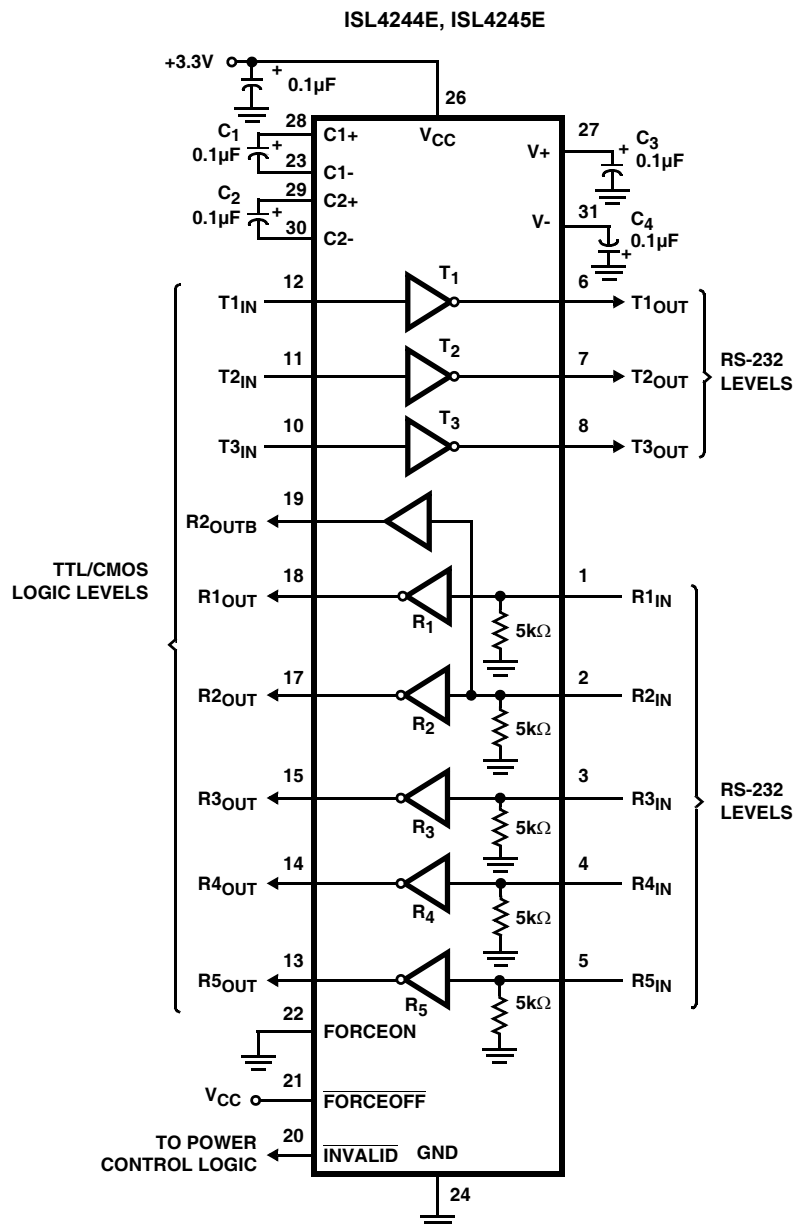 ISL4244E, ISL4245E
+3.3V
+
0.1µF
26
28
C1
0.1µF
+
23
29
C2
0.1µF
+
30
C1+
C1-
C2+
C2-
VCC
V+
V-
27
+
C3
0.1µF
31
C4
0.1µF
+
T1IN
12
T1
6
T1OUT
T2IN
11
T2
7
T2OUT
T3IN
10
T3
8
T3OUT
RS-232
LEVELS
R2OUTB
19
TTL/CMOS
LOGIC LEVELS
R1OUT
18
R1
1
R1IN
5kΩ
R2OUT
17
R2
2
R2IN
5kΩ
R3OUT
15
R3
3
R3IN
5kΩ
R4OUT
14
R4
4
R4IN
5kΩ
R5OUT
13
R5
5
R5IN
5kΩ
RS-232
LEVELS
22
FORCEON
VCC
21
FORCEOFF
TO POWER
CONTROL LOGIC
20
INVALID
GND
24